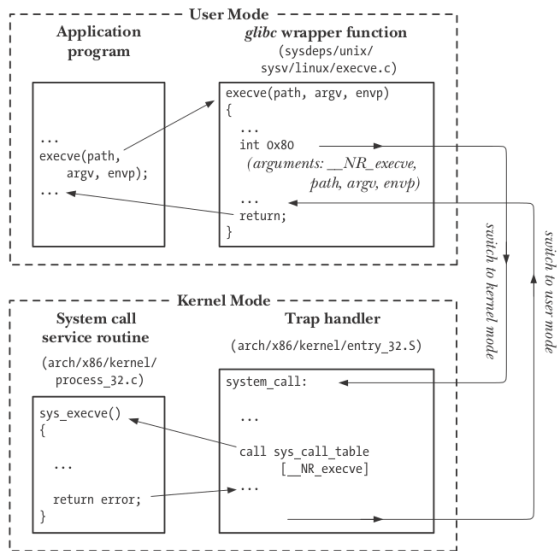 User Mode
Application
program
glibc wrapper function
(sysdeps/unix/
sysv/linux/execve.c)
...
execve(path,
argv, envp);
...
execve(path, argv, envp)
{
...
int 0x80
(arguments: __NR_execve,
path, argv, envp)
...
return;
}
switch to kernel mode
switch to user mode
Kernel Mode
System call
service routine
(arch/x86/kernel/
process_32.c)
Trap handler
(arch/x86/kernel/entry_32.S)
sys_execve()
{
...
return error;
}
system_call:
...
call sys_call_table
[__NR_execve]
...